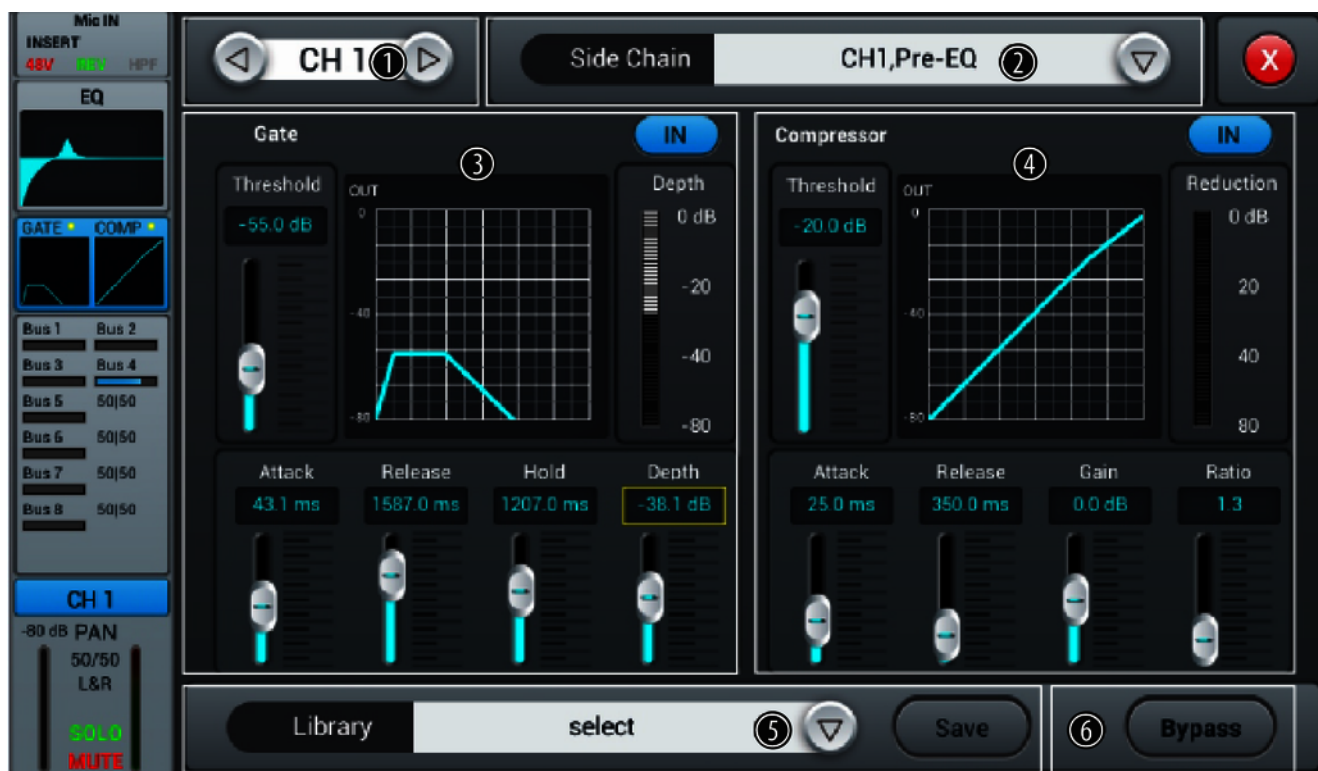 Mic IN
INSERT
48V HPF
EQ
GATE COMP
Bus 1 Bus 2
Bus 3 Bus 4
Bus 5 50|50
Bus 6 50|50
Bus 7 50|50
Bus 8 50|50
CH 1
-80 dB PAN
50/50
L&R
SOLO
MUTE
CH 1 ①
Side Chain CH1,Pre-EQ ②
X
Gate ③ IN
Threshold
-55.0 dB
OUT
0
-40
-80
Depth
0 dB
-20
-40
-80
Attack Release Hold Depth
43.1 ms 1587.0 ms 1207.0 ms -38.1 dB
Compressor ④ IN
Threshold
-20.0 dB
OUT
0
-40
-80
Reduction
0 dB
20
40
80
Attack Release Gain Ratio
25.0 ms 350.0 ms 0.0 dB 1.3
Library select ⑤ Save
⑥ Bypass